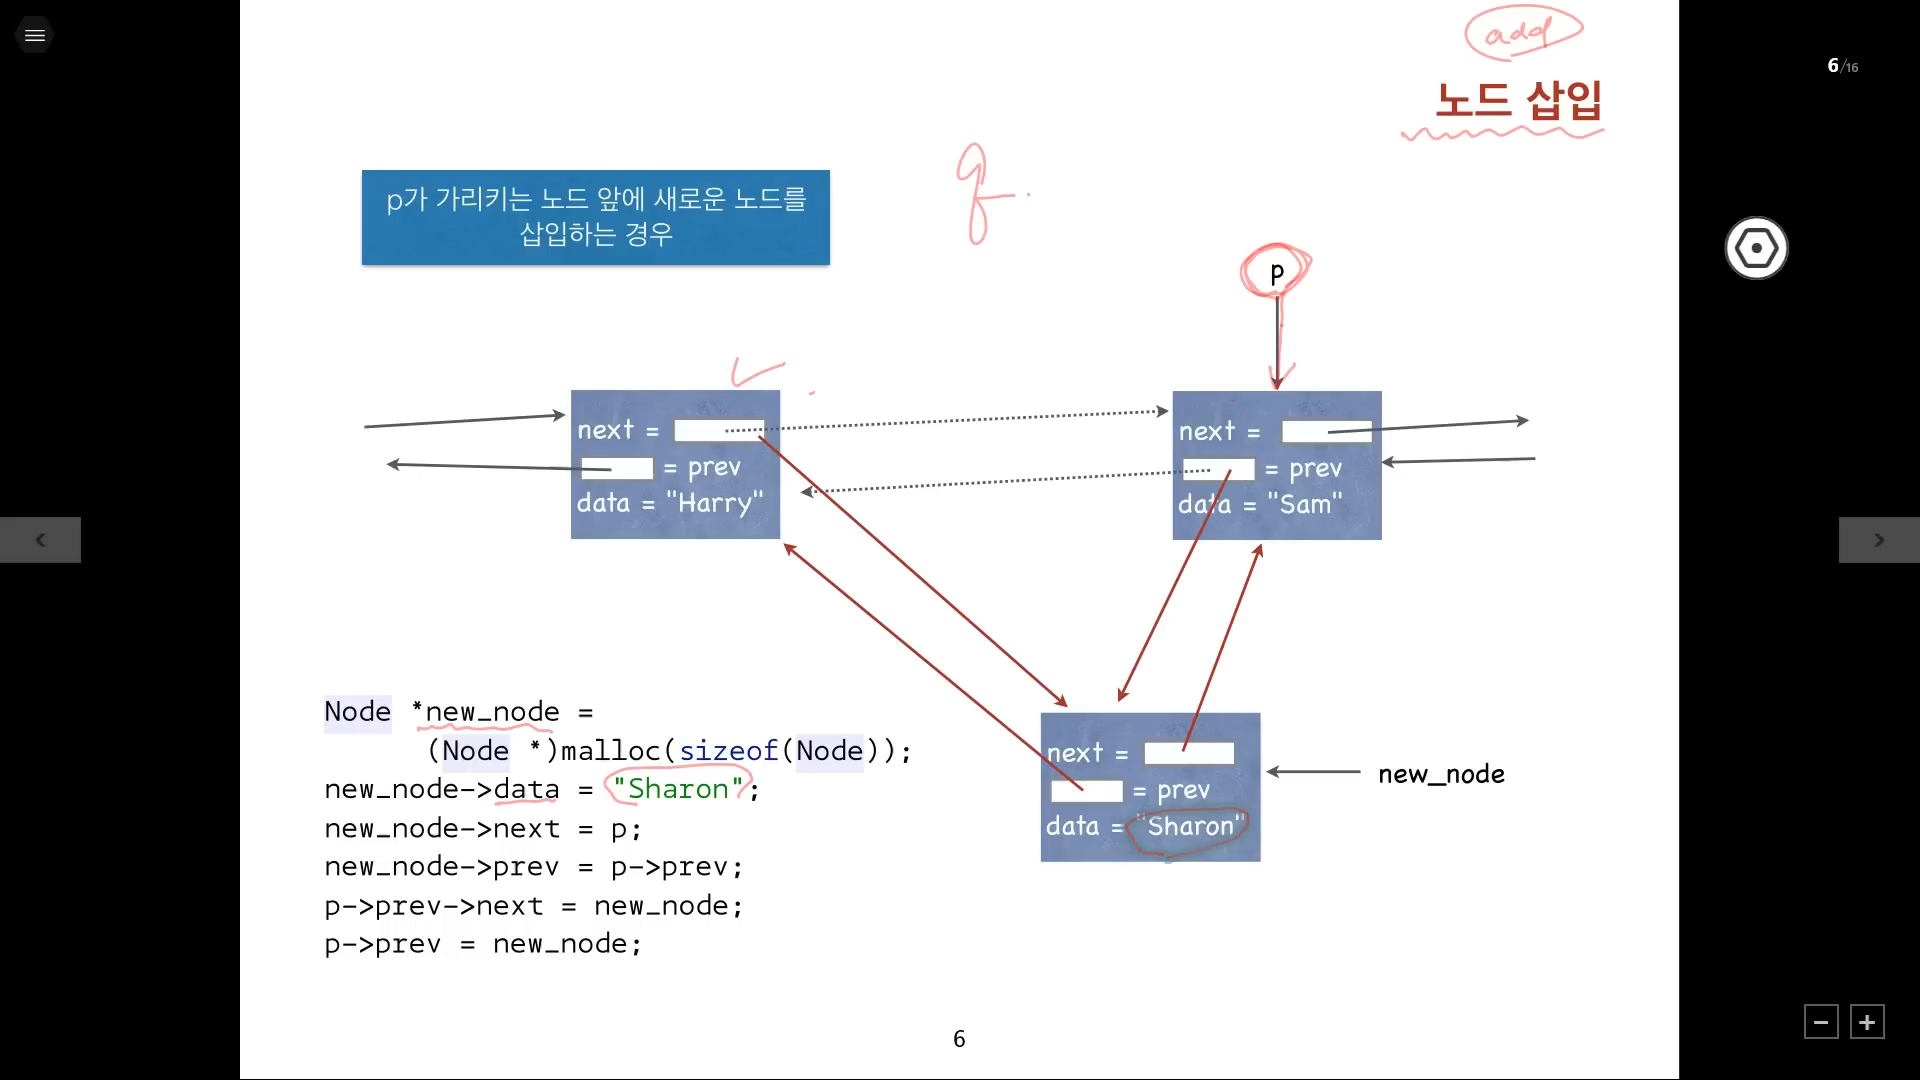 add
6/16
노드 삽입
p가 가리키는 노드 앞에 새로운 노드를
삽입하는 경우
p
next =
= prev
data = "Harry"
next =
= prev
data = "Sam"
Node *new_node =
(Node *)malloc(sizeof(Node));
new_node->data = "Sharon";
new_node->next = p;
new_node->prev = p->prev;
p->prev->next = new_node;
p->prev = new_node;
next =
= prev
data = "Sharon"
new_node
6